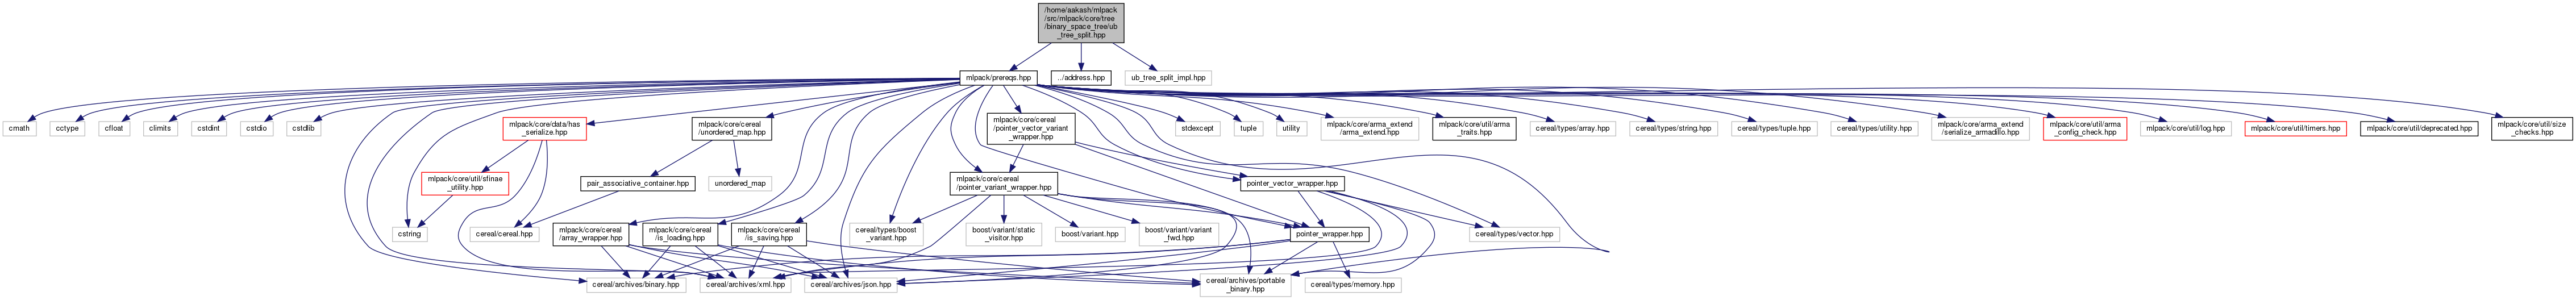 /home/aakash/mlpack
/src/mlpack/core/tree
/binary_space_tree/ub
_tree_split.hpp
mlpack/prereqs.hpp
../address.hpp
ub_tree_split_impl.hpp
cmath
cctype
cfloat
climits
cstdint
cstdio
cstdlib
mlpack/core/data/has
_serialize.hpp
mlpack/core/cereal
/unordered_map.hpp
mlpack/core/cereal
/pointer_vector_variant
_wrapper.hpp
stdexcept
tuple
utility
mlpack/core/arma_extend
/arma_extend.hpp
mlpack/core/util/arma
_traits.hpp
cereal/types/array.hpp
cereal/types/string.hpp
cereal/types/tuple.hpp
cereal/types/utility.hpp
mlpack/core/arma_extend
/serialize_armadillo.hpp
mlpack/core/util/arma
_config_check.hpp
mlpack/core/util/log.hpp
mlpack/core/util/timers.hpp
mlpack/core/util/deprecated.hpp
mlpack/core/util/size
_checks.hpp
mlpack/core/util/sfinae
_utility.hpp
pair_associative_container.hpp
unordered_map
mlpack/core/cereal
/pointer_variant_wrapper.hpp
pointer_vector_wrapper.hpp
cstring
cereal/cereal.hpp
mlpack/core/cereal
/array_wrapper.hpp
mlpack/core/cereal
/is_loading.hpp
mlpack/core/cereal
/is_saving.hpp
cereal/types/boost
_variant.hpp
boost/variant/static
_visitor.hpp
boost/variant.hpp
boost/variant/variant
_fwd.hpp
pointer_wrapper.hpp
cereal/types/vector.hpp
cereal/archives/binary.hpp
cereal/archives/xml.hpp
cereal/archives/json.hpp
cereal/archives/portable
_binary.hpp
cereal/types/memory.hpp